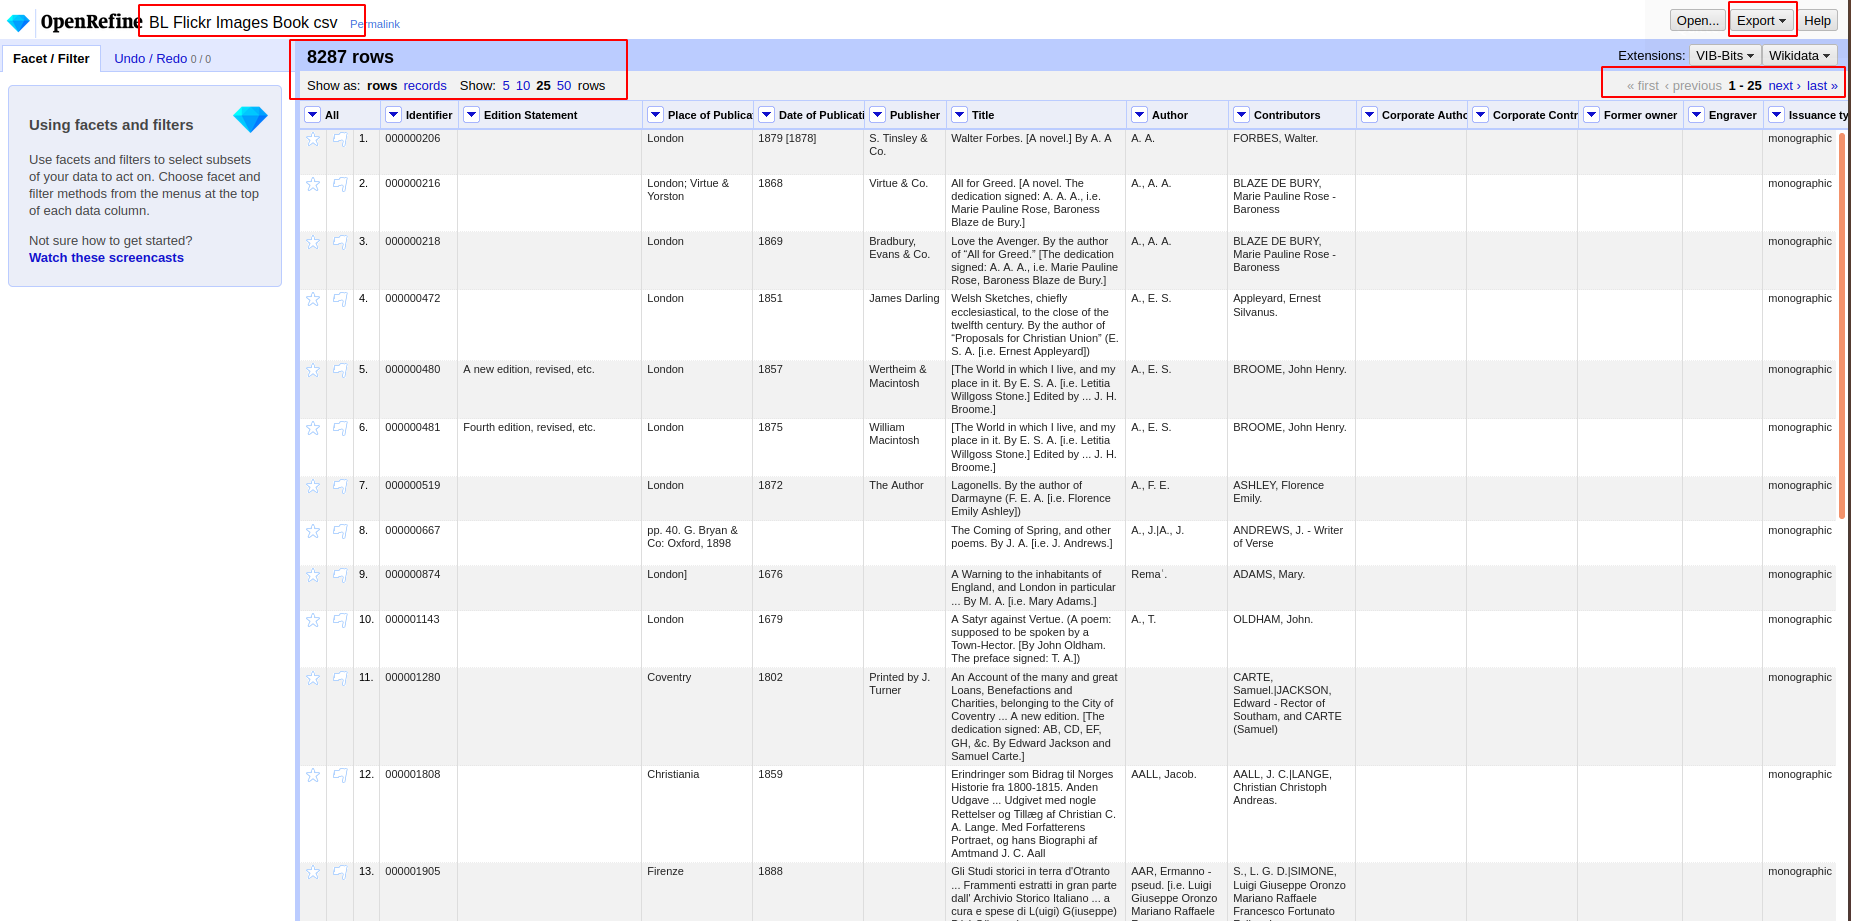 OpenRefine BL Flickr Images Book csv Permalink Open... Export Help
Facet / Filter Undo / Redo 0 / 0 8287 rows Extensions: VIB-Bits Wikidata
Show as: rows records Show: 5 10 25 50 rows « first ‹ previous 1 - 25 next › last »
Using facets and filters
Use facets and filters to select subsets
of your data to act on. Choose facet and
filter methods from the menus at the top
of each data column.
Not sure how to get started?
Watch these screencasts
All Identifier Edition Statement Place of Publica Date of Publicati Publisher Title Author Contributors Corporate Autho Corporate Contr Former owner Engraver Issuance ty
1. 000000206 London 1879 [1878] S. Tinsley & Walter Forbes. [A novel.] By A. A A. A. FORBES, Walter. monographic
Co.
2. 000000216 London; Virtue & 1868 Virtue & Co. All for Greed. [A novel. The A., A. A. BLAZE DE BURY, monographic
Yorston dedication signed: A. A. A., i.e. Marie Pauline Rose -
Marie Pauline Rose, Baroness Baroness
Blaze de Bury.]
3. 000000218 London 1869 Bradbury, Love the Avenger. By the author A., A. A. BLAZE DE BURY, monographic
Evans & Co. of “All for Greed.” [The dedication Marie Pauline Rose -
signed: A. A. A., i.e. Marie Pauline Baroness
Rose, Baroness Blaze de Bury.]
4. 000000472 London 1851 James Darling Welsh Sketches, chiefly A., E. S. Appleyard, Ernest monographic
ecclesiastical, to the close of the Silvanus.
twelfth century. By the author of
“Proposals for Christian Union” (E.
S. A. [i.e. Ernest Appleyard])
5. 000000480 A new edition, revised, etc. London 1857 Wertheim & [The World in which I live, and my A., E. S. BROOME, John Henry. monographic
Macintosh place in it. By E. S. A. [i.e. Letitia
Willgoss Stone.] Edited by ... J. H.
Broome.]
6. 000000481 Fourth edition, revised, etc. London 1875 William [The World in which I live, and my A., E. S. BROOME, John Henry. monographic
Macintosh place in it. By E. S. A. [i.e. Letitia
Willgoss Stone.] Edited by ... J. H.
Broome.]
7. 000000519 London 1872 The Author Lagonells. By the author of A., F. E. ASHLEY, Florence monographic
Darmayne (F. E. A. [i.e. Florence Emily.
Emily Ashley])
8. 000000667 pp. 40. G. Bryan & The Coming of Spring, and other A., J.|A., J. ANDREWS, J. - Writer monographic
Co: Oxford, 1898 poems. By J. A. [i.e. J. Andrews.] of Verse
9. 000000874 London] 1676 A Warning to the inhabitants of Remaʿ. ADAMS, Mary. monographic
England, and London in particular
... By M. A. [i.e. Mary Adams.]
10. 000001143 London 1679 A Satyr against Vertue. (A poem: A., T. OLDHAM, John. monographic
supposed to be spoken by a
Town-Hector. [By John Oldham.
The preface signed: T. A.])
11. 000001280 Coventry 1802 Printed by J. An Account of the many and great CARTE, monographic
Turner Loans, Benefactions and Samuel.|JACKSON,
Charities, belonging to the City of Edward - Rector of
Coventry ... A new edition. [The Southam, and CARTE
dedication signed: AB, CD, EF, (Samuel)
GH, &c. By Edward Jackson and
Samuel Carte.]
12. 000001808 Christiania 1859 Erindringer som Bidrag til Norges AALL, Jacob. AALL, J. C.|LANGE, monographic
Historie fra 1800-1815. Anden Christian Christoph
Udgave ... Udgivet med nogle Andreas.
Rettelser og Tillæg af Christian C.
A. Lange. Med Forfatterens
Portraet, og hans Biographi af
Amtmand J. C. Aall
13. 000001905 Firenze 1888 Gli Studi storici in terra d'Otranto AAR, Ermanno - S., L. G. D.|SIMONE, monographic
... Frammenti estratti in gran parte pseud. [i.e. Luigi Luigi Giuseppe Oronzo
dall' Archivio Storico Italiano ... a Giuseppe Oronzo Mariano Raffaele
cura e spese di L(uigi) G(iuseppe) Mariano Raffaele Francesco Fortunato